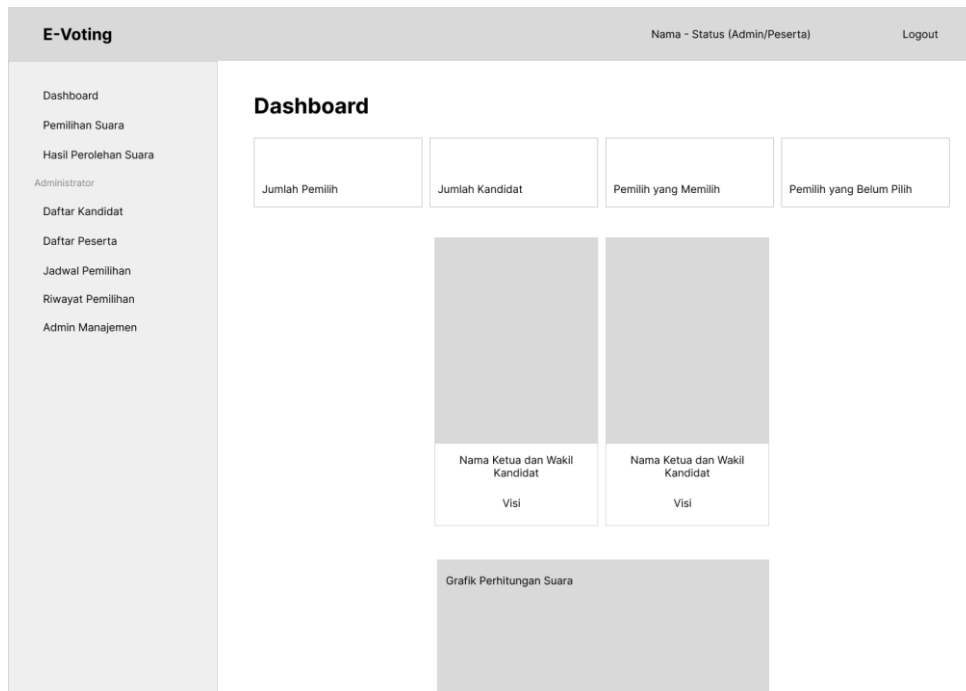 E-Voting
Nama - Status (Admin/Peserta)
Logout
Dashboard
Pemilihan Suara
Hasil Perolehan Suara
Administrator
Daftar Kandidat
Daftar Peserta
Jadwal Pemilihan
Riwayat Pemilihan
Admin Manajemen
Dashboard
Jumlah Pemilih
Jumlah Kandidat
Pemilih yang Memilih
Pemilih yang Belum Pilih
Nama Ketua dan Wakil
Kandidat
Visi
Nama Ketua dan Wakil
Kandidat
Visi
Grafik Perhitungan Suara